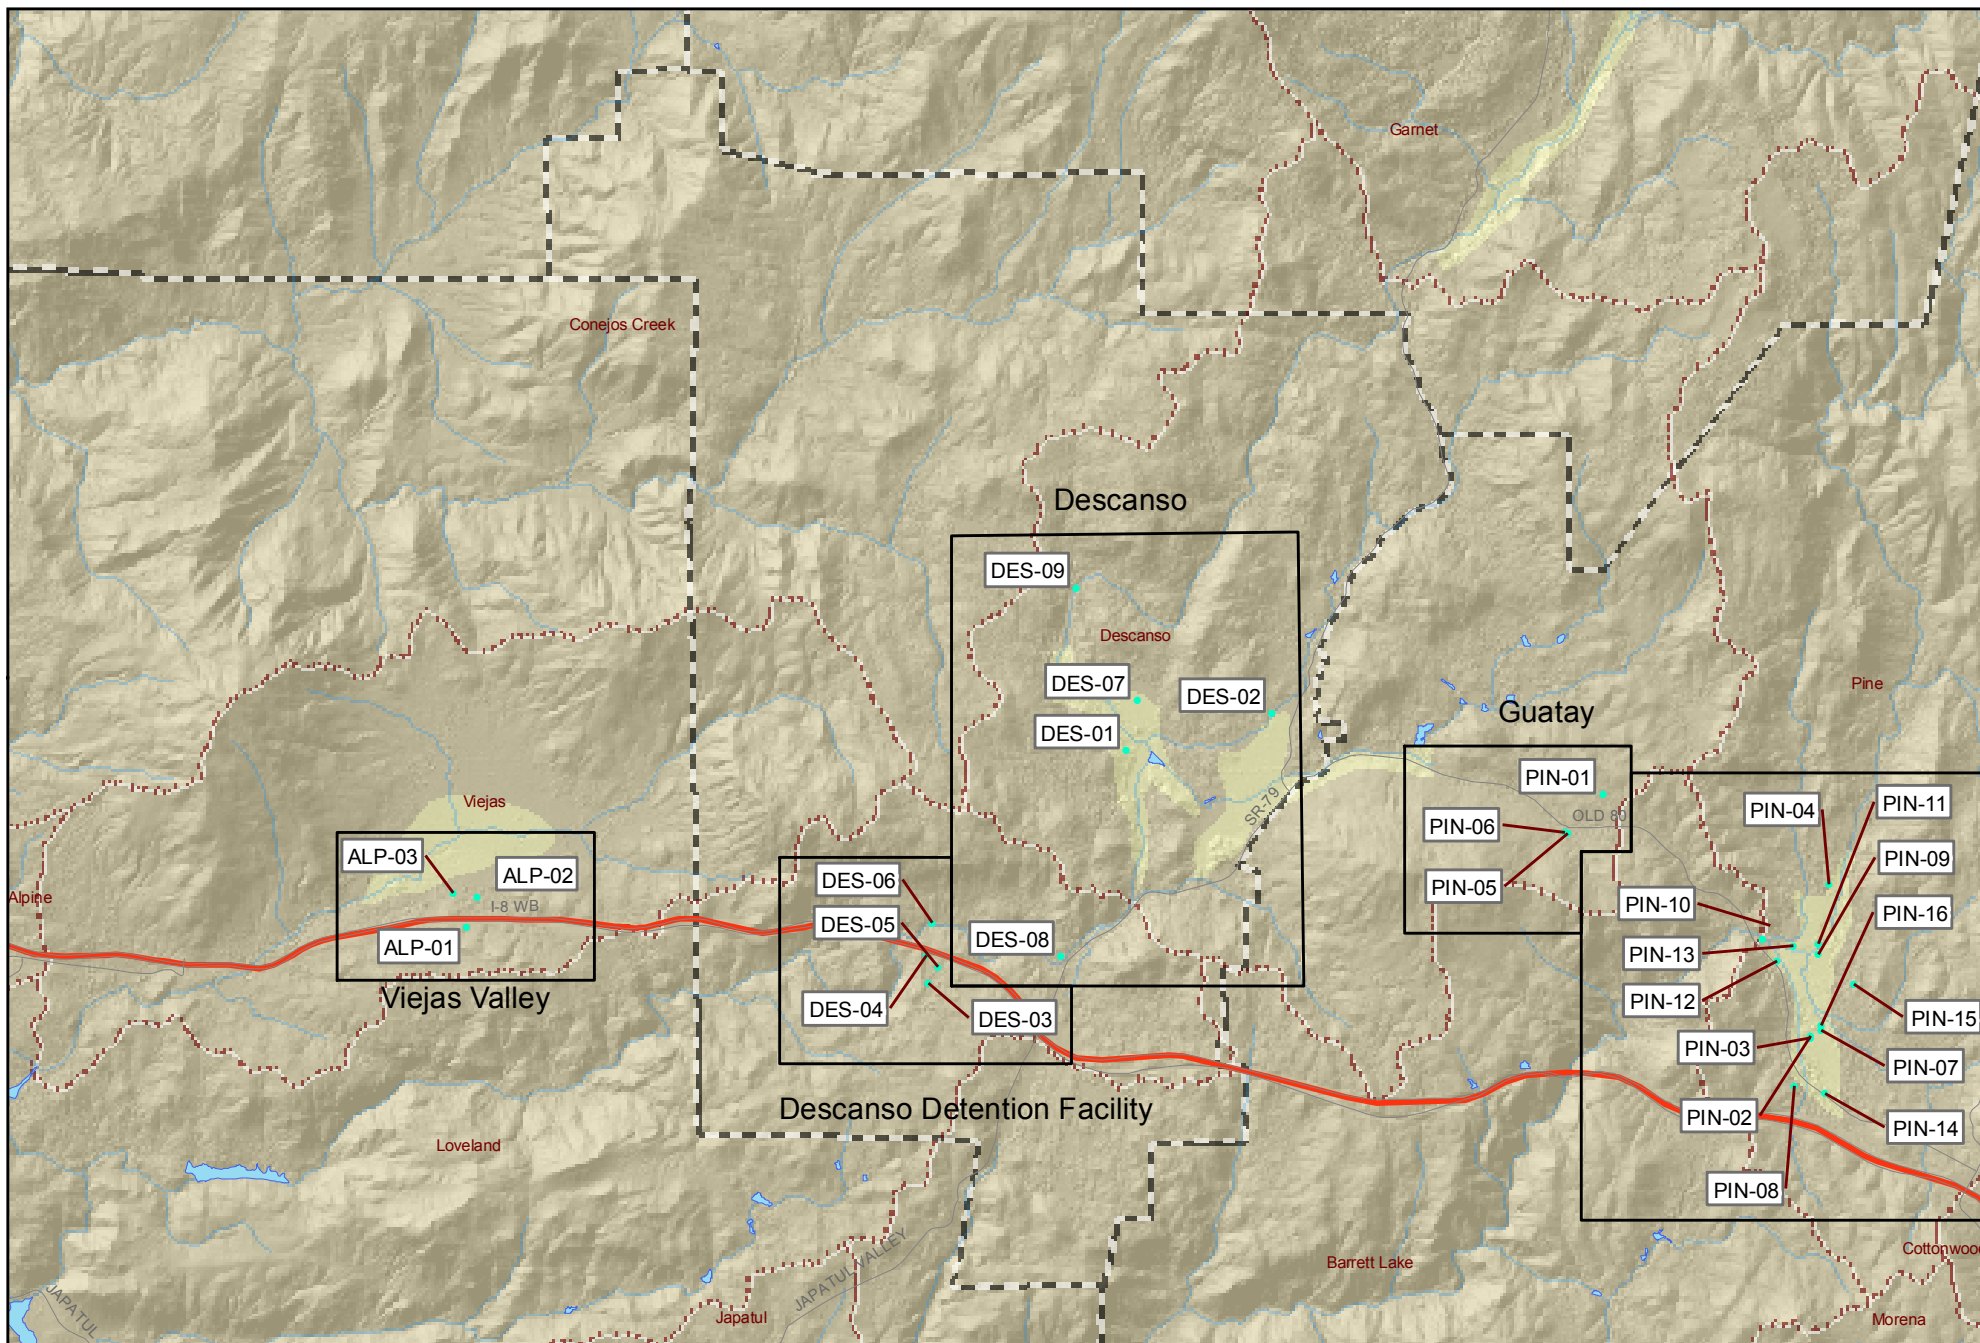 Garnet
Conejos Creek
Descanso
DES-09
Descanso
DES-07
DES-02
DES-01
Pine
Guatay
PIN-01
OLD 80
PIN-04
PIN-11
PIN-06
PIN-09
PIN-05
PIN-10
PIN-16
PIN-13
PIN-12
PIN-15
PIN-03
PIN-07
PIN-02
PIN-14
PIN-08
SR-79
Viejas
ALP-03
ALP-02
I-8 WB
ALP-01
Viejas Valley
Alpine
DES-06
DES-05
DES-08
DES-04
DES-03
Descanso Detention Facility
Loveland
JAPATUL VALLEY
JAPATUL
Japatul
Barrett Lake
Cottonwood
Morena